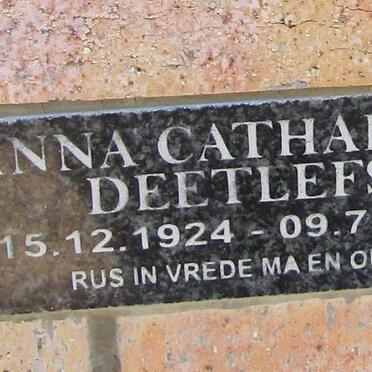 ANNA CATHA
DEETLEFS
15.12.1924 - 09.7
RUS IN VREDE MA EN